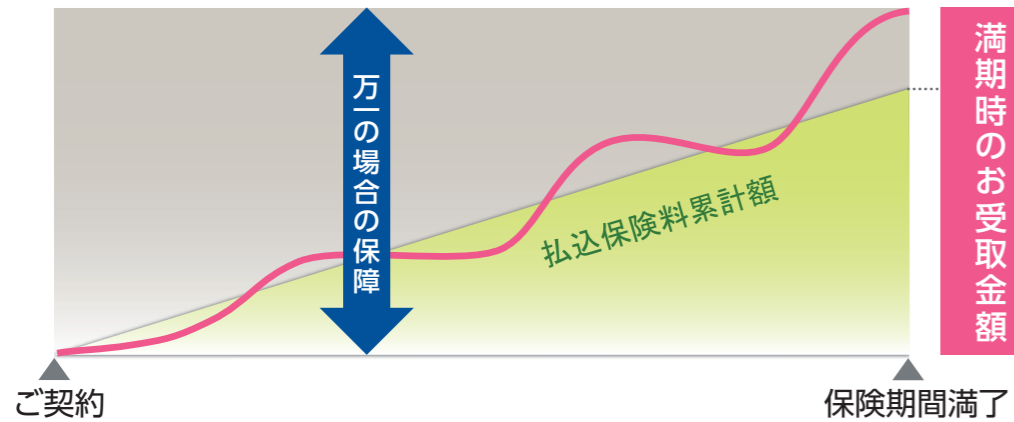 万一の場合の保障
払込保険料累計額
満期時のお受取金額
ご契約
保険期間満了